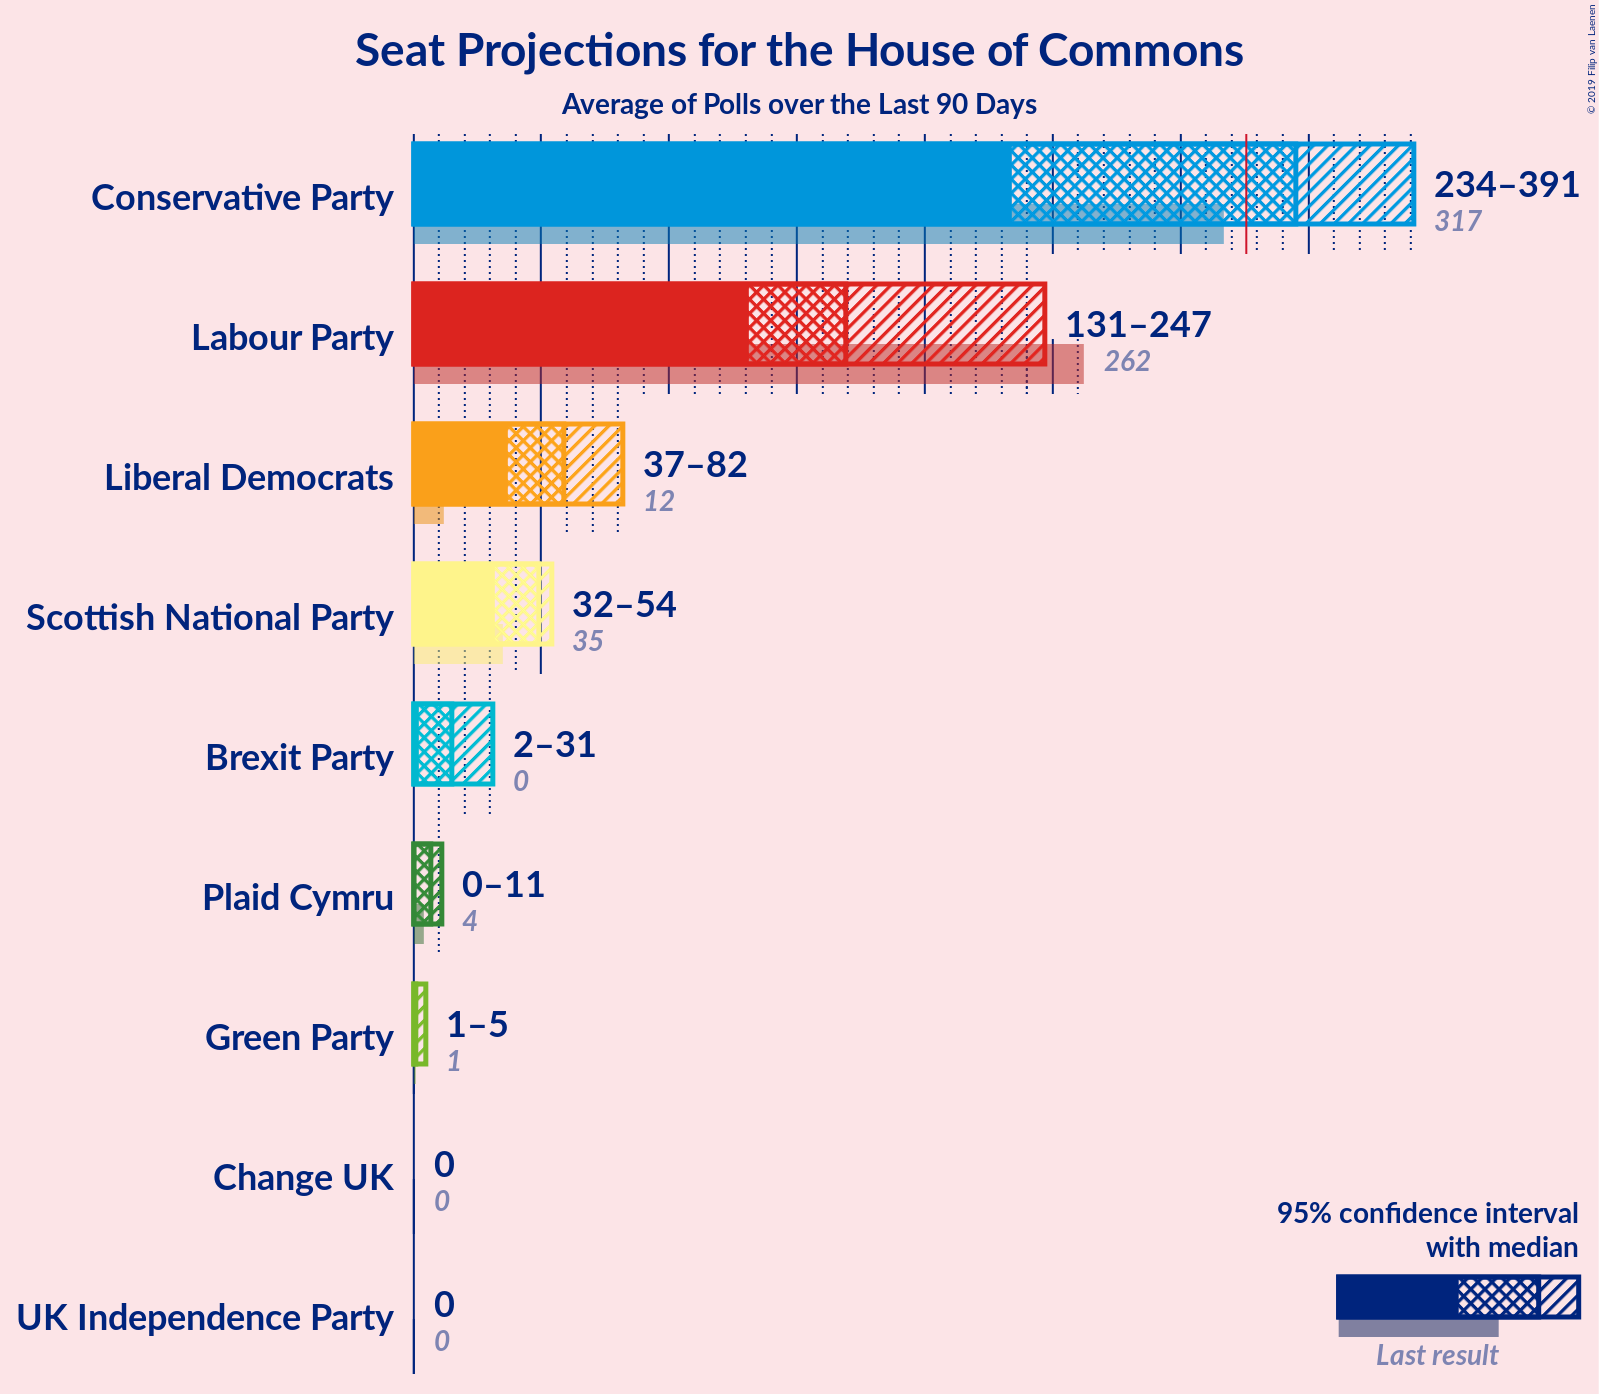 © 2019 Filip van Laenen
Seat Projections for the House of Commons
Average of Polls over the Last 90 Days
Conservative Party
234–391
317
Labour Party
131–247
262
Liberal Democrats
37–82
12
Scottish National Party
32–54
35
Brexit Party
2–31
0
Plaid Cymru
0–11
4
Green Party
1–5
1
Change UK
0
0
UK Independence Party
0
0
95% confidence interval
with median
Last result